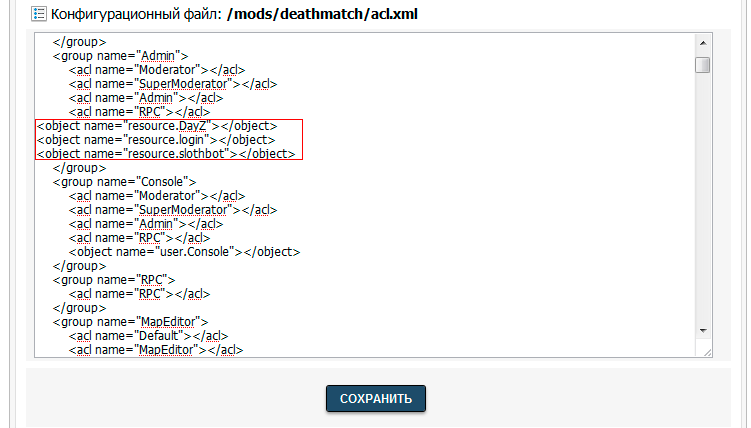 Конфигурационный файл: /mods/deathmatch/acl.xml
</group>
<group name="Admin">
<acl name="Moderator"></acl>
<acl name="SuperModerator"></acl>
<acl name="Admin"></acl>
<acl name="RPC"></acl>
<object name="resource.DayZ"></object>
<object name="resource.login"></object>
<object name="resource.slothbot"></object>
</group>
<group name="Console">
<acl name="Moderator"></acl>
<acl name="SuperModerator"></acl>
<acl name="Admin"></acl>
<acl name="RPC"></acl>
<object name="user.Console"></object>
</group>
<group name="RPC">
<acl name="RPC"></acl>
</group>
<group name="MapEditor">
<acl name="Default"></acl>
<acl name="MapEditor"></acl>
СОХРАНИТЬ